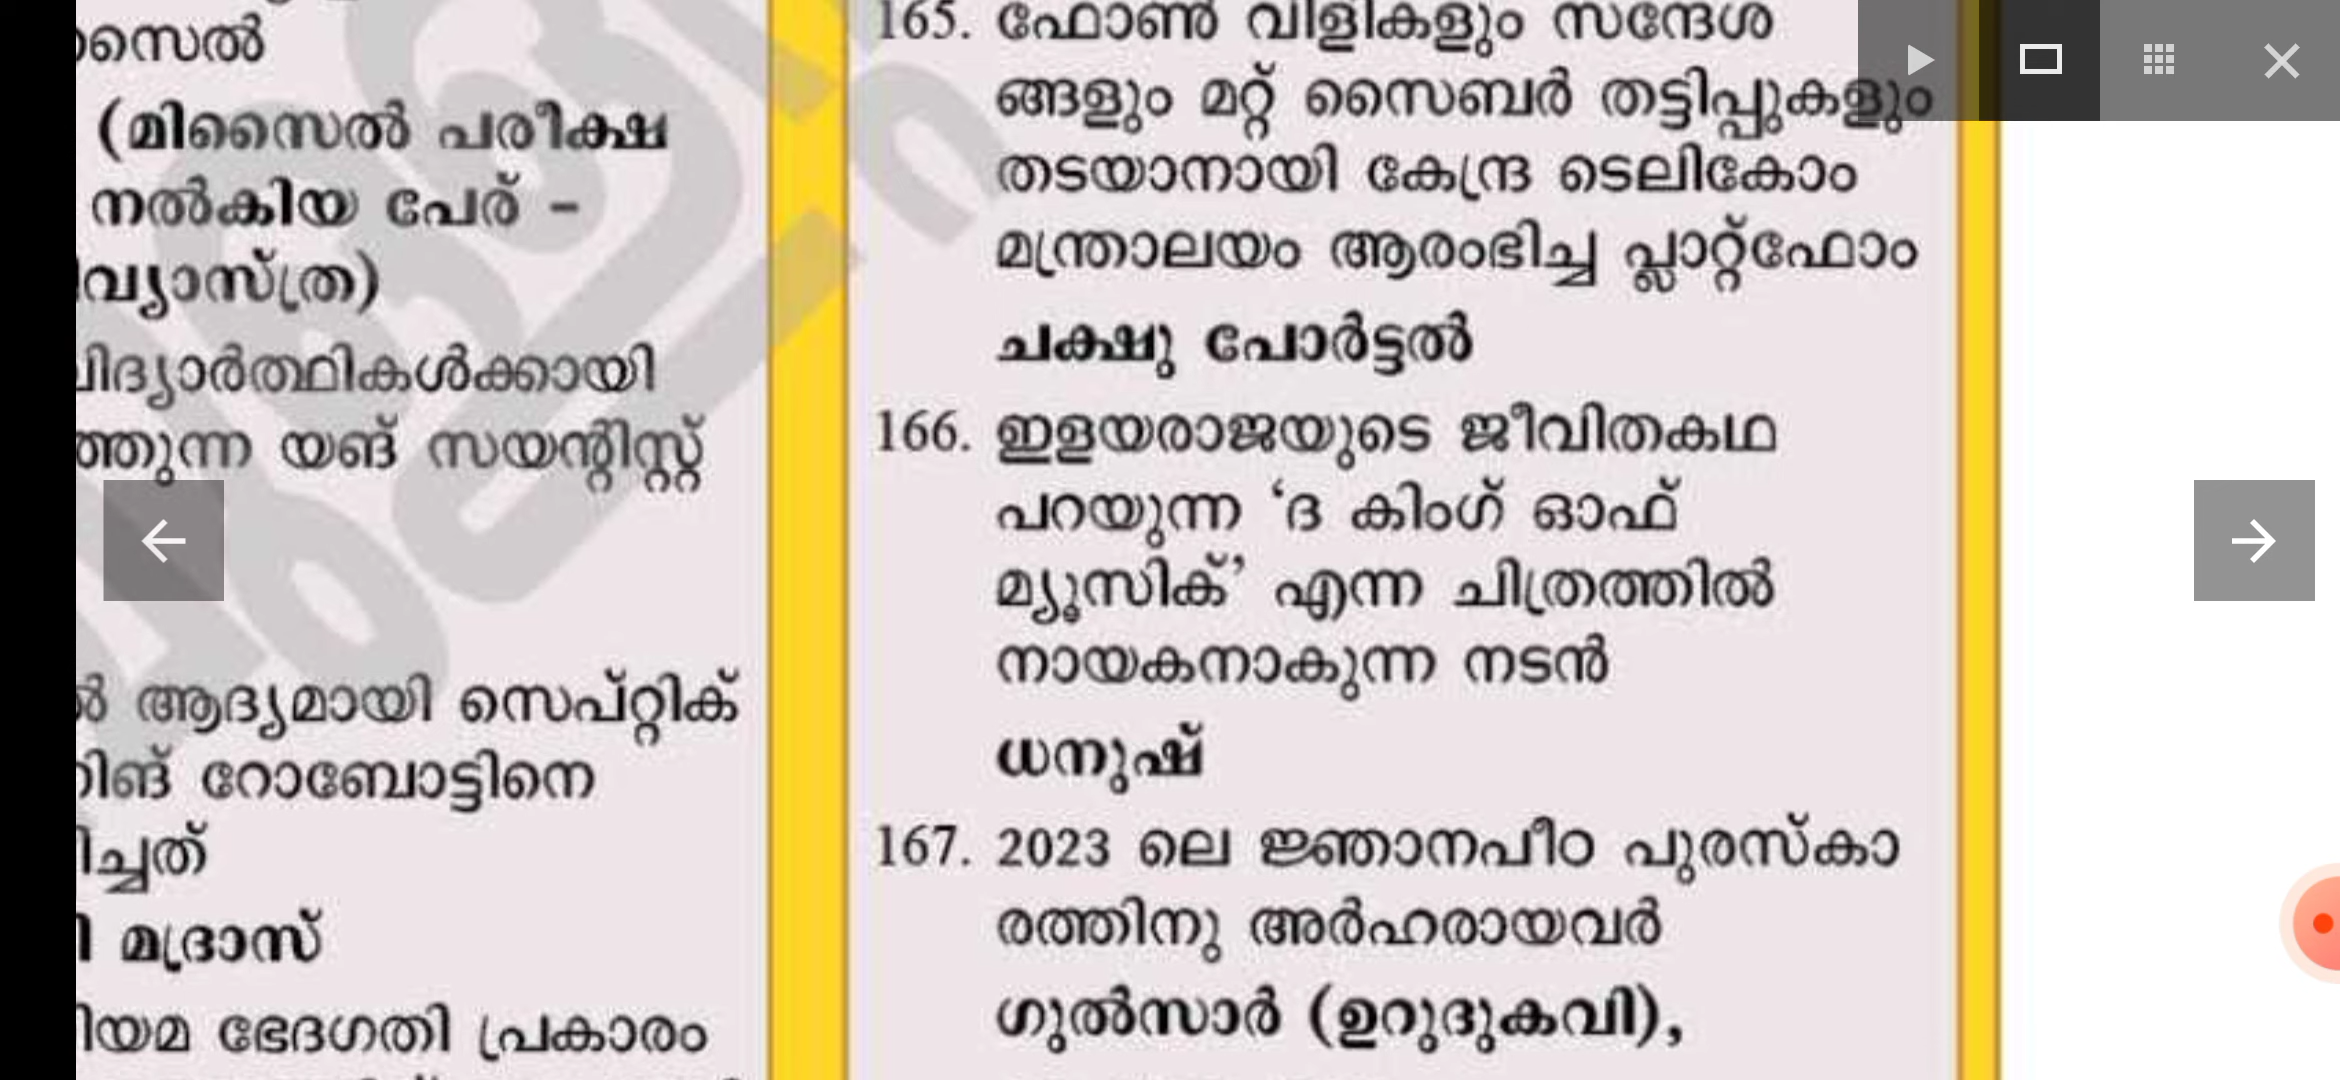 സൈൽ
(മിസൈൽ പരീക്ഷ
നൽകിയ പേര് –
വ്യാസ്ത്ര)
വിദ്യാർത്ഥികൾക്കായി
ത്തുന്ന യങ് സയന്റിസ്റ്റ്
ആദ്യമായി സെപ്റ്റിക്
റോബോട്ടിനെ
ിച്ചത്
മദ്രാസ്
ിയമ ഭേദഗതി പ്രകാരം
165. ഫോൺ വിളികളും സന്ദേശ
ങ്ങളും മറ്റ് സൈബർ തട്ടിപ്പുകളും
തടയാനായി കേന്ദ്ര ടെലികോം
മന്ത്രാലയം ആരംഭിച്ച പ്ലാറ്റ്ഫോം
ചക്ഷു പോർട്ടൽ
166. ഇളയരാജയുടെ ജീവിതകഥ
പറയുന്ന ‘ദ കിംഗ് ഓഫ്
മ്യൂസിക്’ എന്ന ചിത്രത്തിൽ
നായകനാകുന്ന നടൻ
ധനുഷ്
167. 2023 ലെ ജ്ഞാനപീഠ പുരസ്കാ
രത്തിനു അർഹരായവർ
ഗുൽസാർ (ഉറുദുകവി),